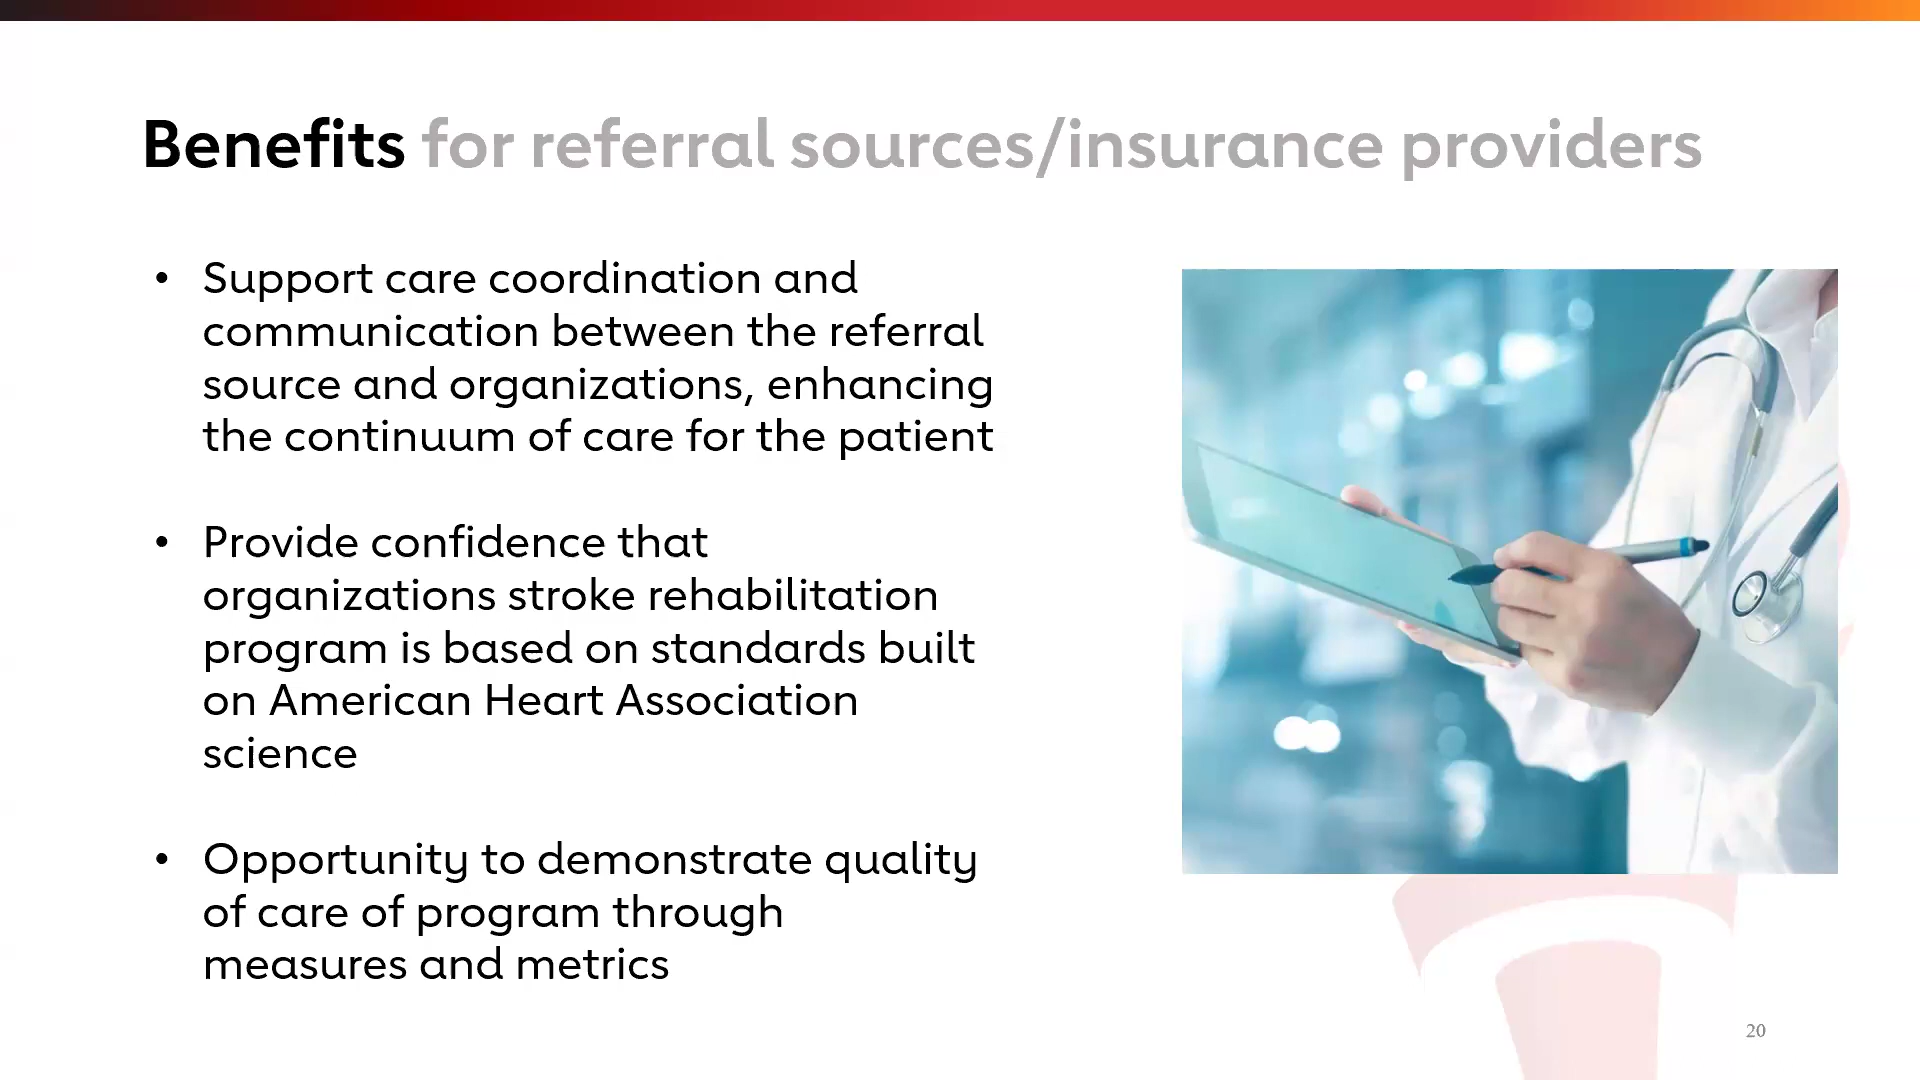 Benefits for referral sources/insurance providers
• Support care coordination and
communication between the referral
source and organizations, enhancing
the continuum of care for the patient
• Provide confidence that
organizations stroke rehabilitation
program is based on standards built
on American Heart Association
science
• Opportunity to demonstrate quality
of care of program through
measures and metrics
20